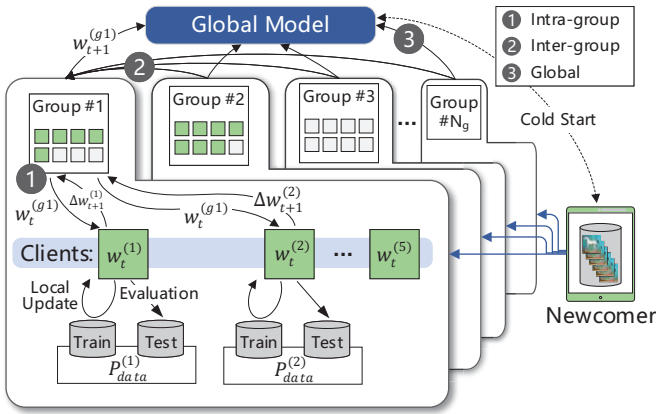 Global Model
① Intra-group
② Inter-group
③ Global
w_{t+1}^{(g1)}
③
②
Group #1
Group #2
Group #3
...
Group
#N_g
Cold Start
①
w_t^{(g1)}
Δw_{t+1}^{(1)}
w_t^{(g1)}
Δw_{t+1}^{(2)}
Clients:
w_t^{(1)}
w_t^{(2)}
...
w_t^{(5)}
Newcomer
Local
Update
Evaluation
Train
Test
P_{data}^{(1)}
Train
Test
P_{data}^{(2)}